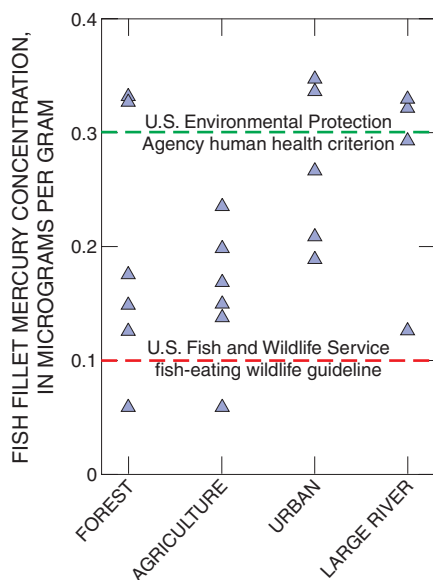 FISH FILLET MERCURY CONCENTRATION,
IN MICROGRAMS PER GRAM
0.4
0.3
0.2
0.1
0
U.S. Environmental Protection
Agency human health criterion
U.S. Fish and Wildlife Service
fish-eating wildlife guideline
FOREST
AGRICULTURE
URBAN
LARGE RIVER